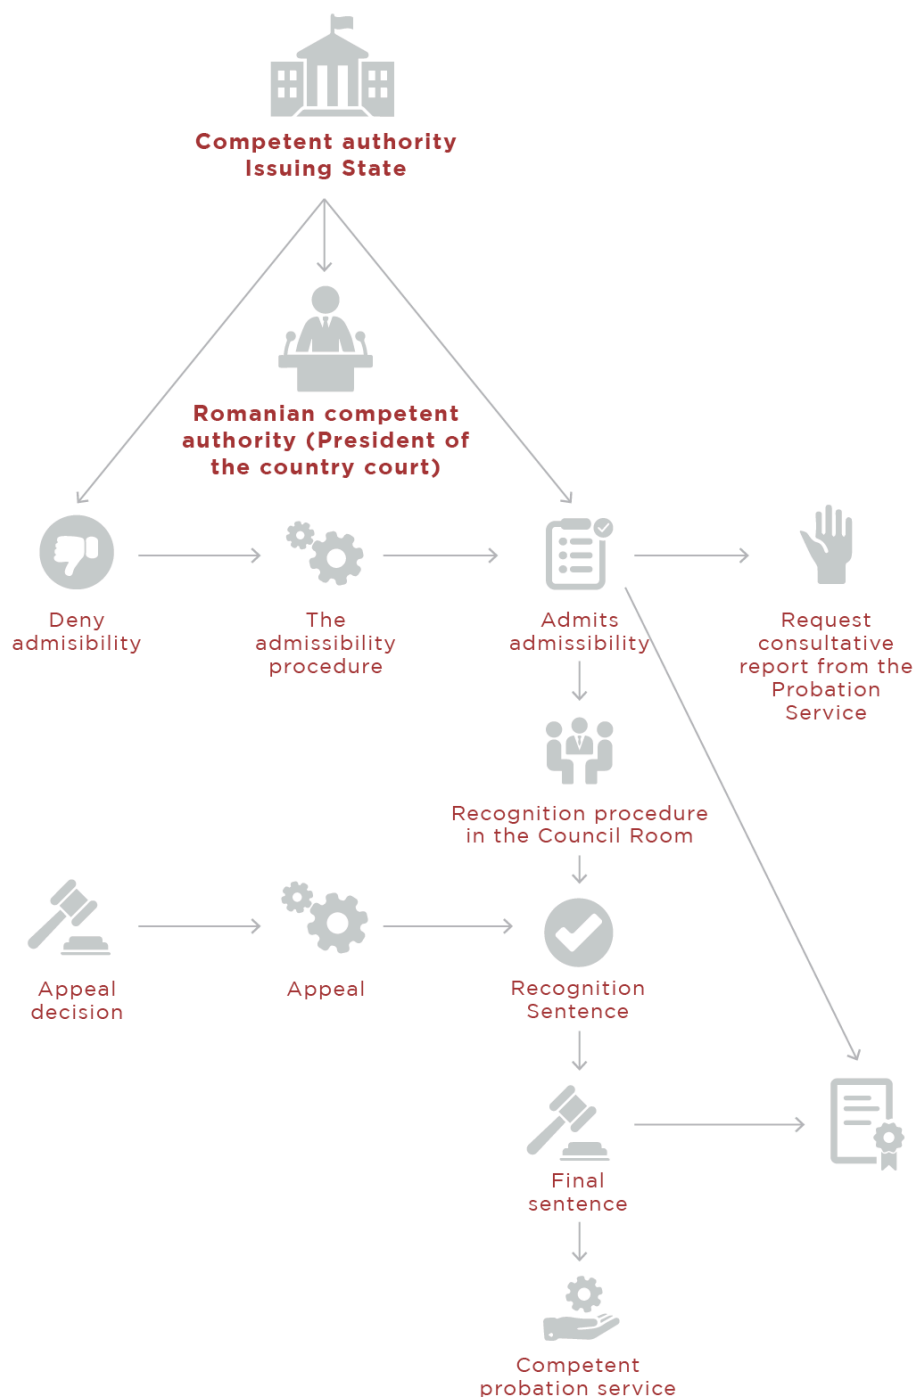 Competent authority
Issuing State
Romanian competent
authority (President of
the country court)
Deny
admisibility
The
admissibility
procedure
Admits
admissibility
Request
consultative
report from the
Probation
Service
Recognition procedure
in the Council Room
Appeal
decision
Appeal
Recognition
Sentence
Final
sentence
Competent
probation service